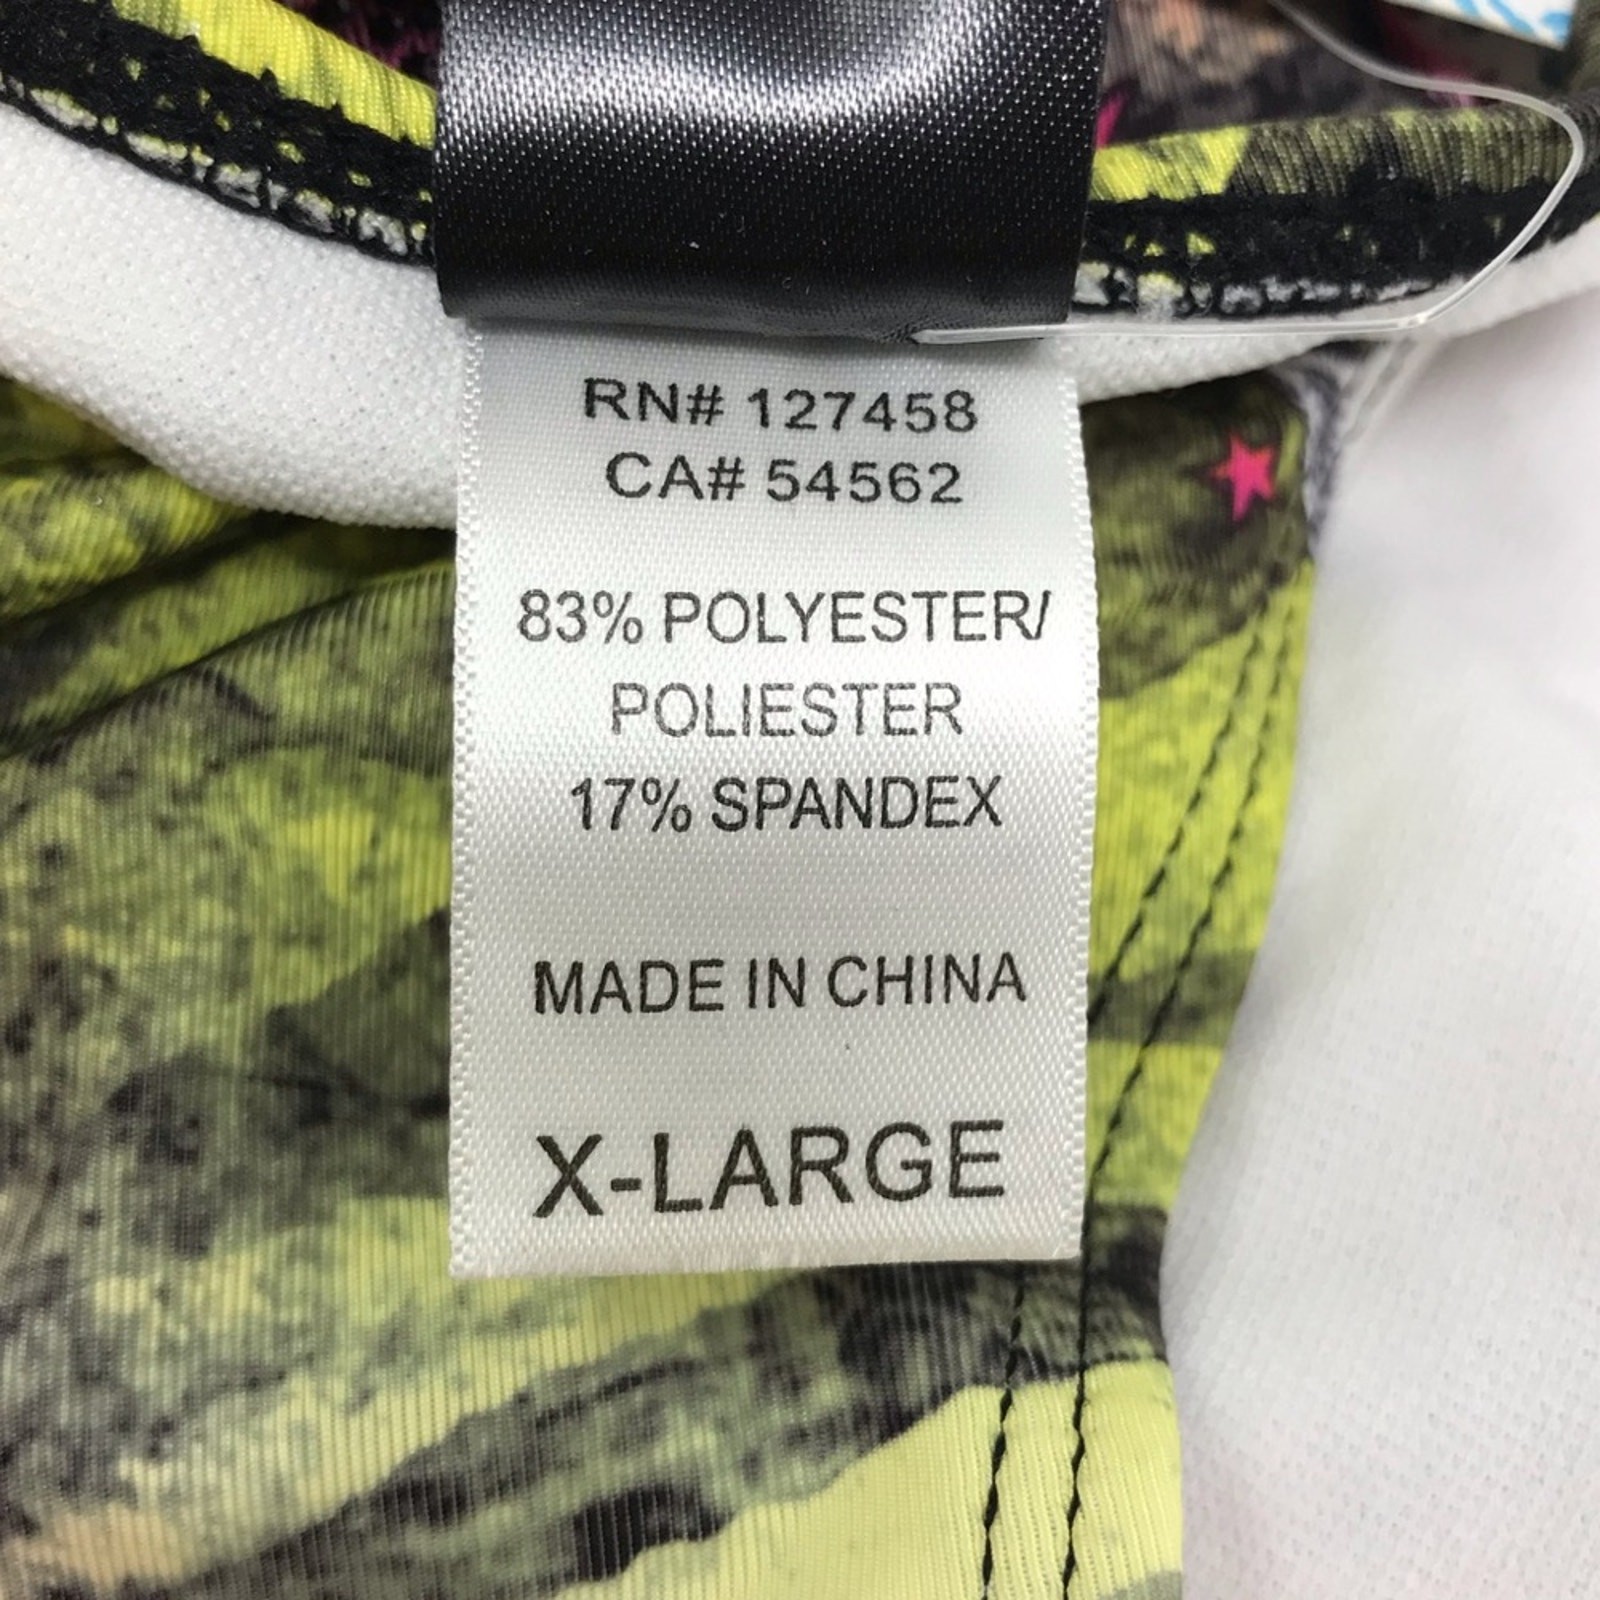 RN# 127458
CA# 54562
83% POLYESTER/
POLIESTER
17% SPANDEX
MADE IN CHINA
X-LARGE